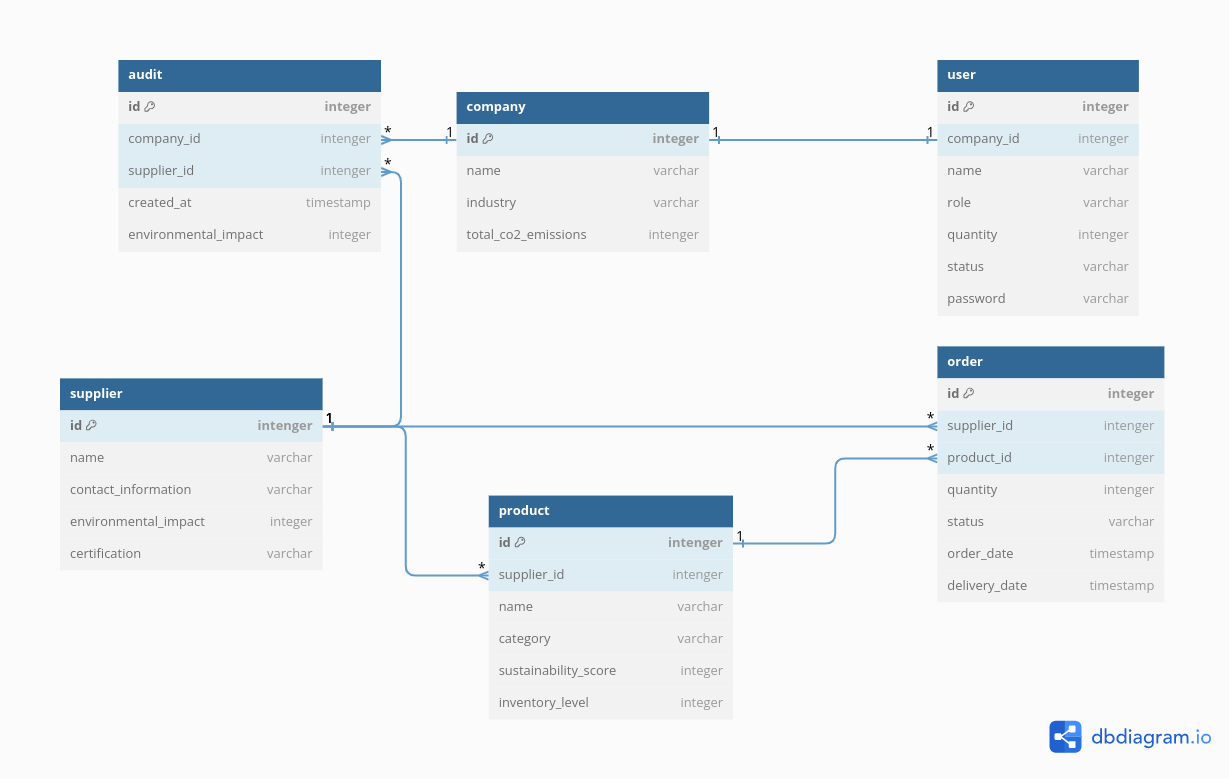 audit
id integer
company_id intenger
supplier_id intenger
created_at timestamp
environmental_impact integer
* 1
*
company
id integer
name varchar
industry varchar
total_co2_emissions intenger
1 1
user
id integer
company_id intenger
name varchar
role varchar
quantity intenger
status varchar
password varchar
supplier
id intenger
name varchar
contact_information varchar
environmental_impact integer
certification varchar
1 *
*
order
id integer
supplier_id intenger
product_id intenger
quantity intenger
status varchar
order_date timestamp
delivery_date timestamp
product
id intenger
supplier_id intenger
name varchar
category varchar
sustainability_score integer
inventory_level integer
* 1
dbdiagram.io